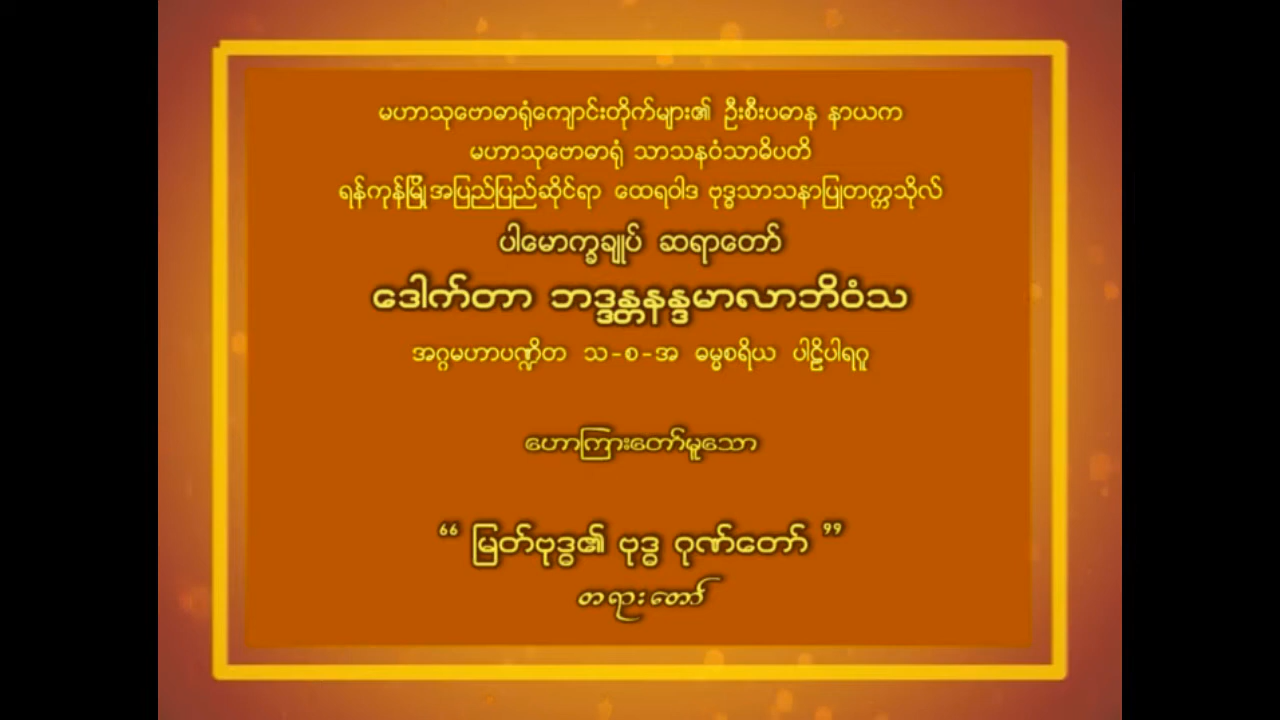 မဟာသုဗောဓာရုံကျောင်းတိုက်များ၏ ဦးစီးပဓာန နာယက
မဟာသုဗောဓာရုံ သာသနဝံသာဓိပတိ
ရန်ကုန်မြို့အပြည်ပြည်ဆိုင်ရာ ထေရဝါဒ ဗုဒ္ဓသာသနာပြုတက္ကသိုလ်
ပါမောက္ခချုပ် ဆရာတော်
ဒေါက်တာ ဘဒ္ဒန္တနန္ဒမာလာဘိဝံသ
အဂ္ဂမဟာပဏ္ဍိတ သ-စ-အ ဓမ္မစရိယ ပါဠိပါရဂူ
ဟောကြားတော်မူသော
“ မြတ်ဗုဒ္ဓ၏ ဗုဒ္ဓ ဂုဏ်တော် ”
တရားတော်